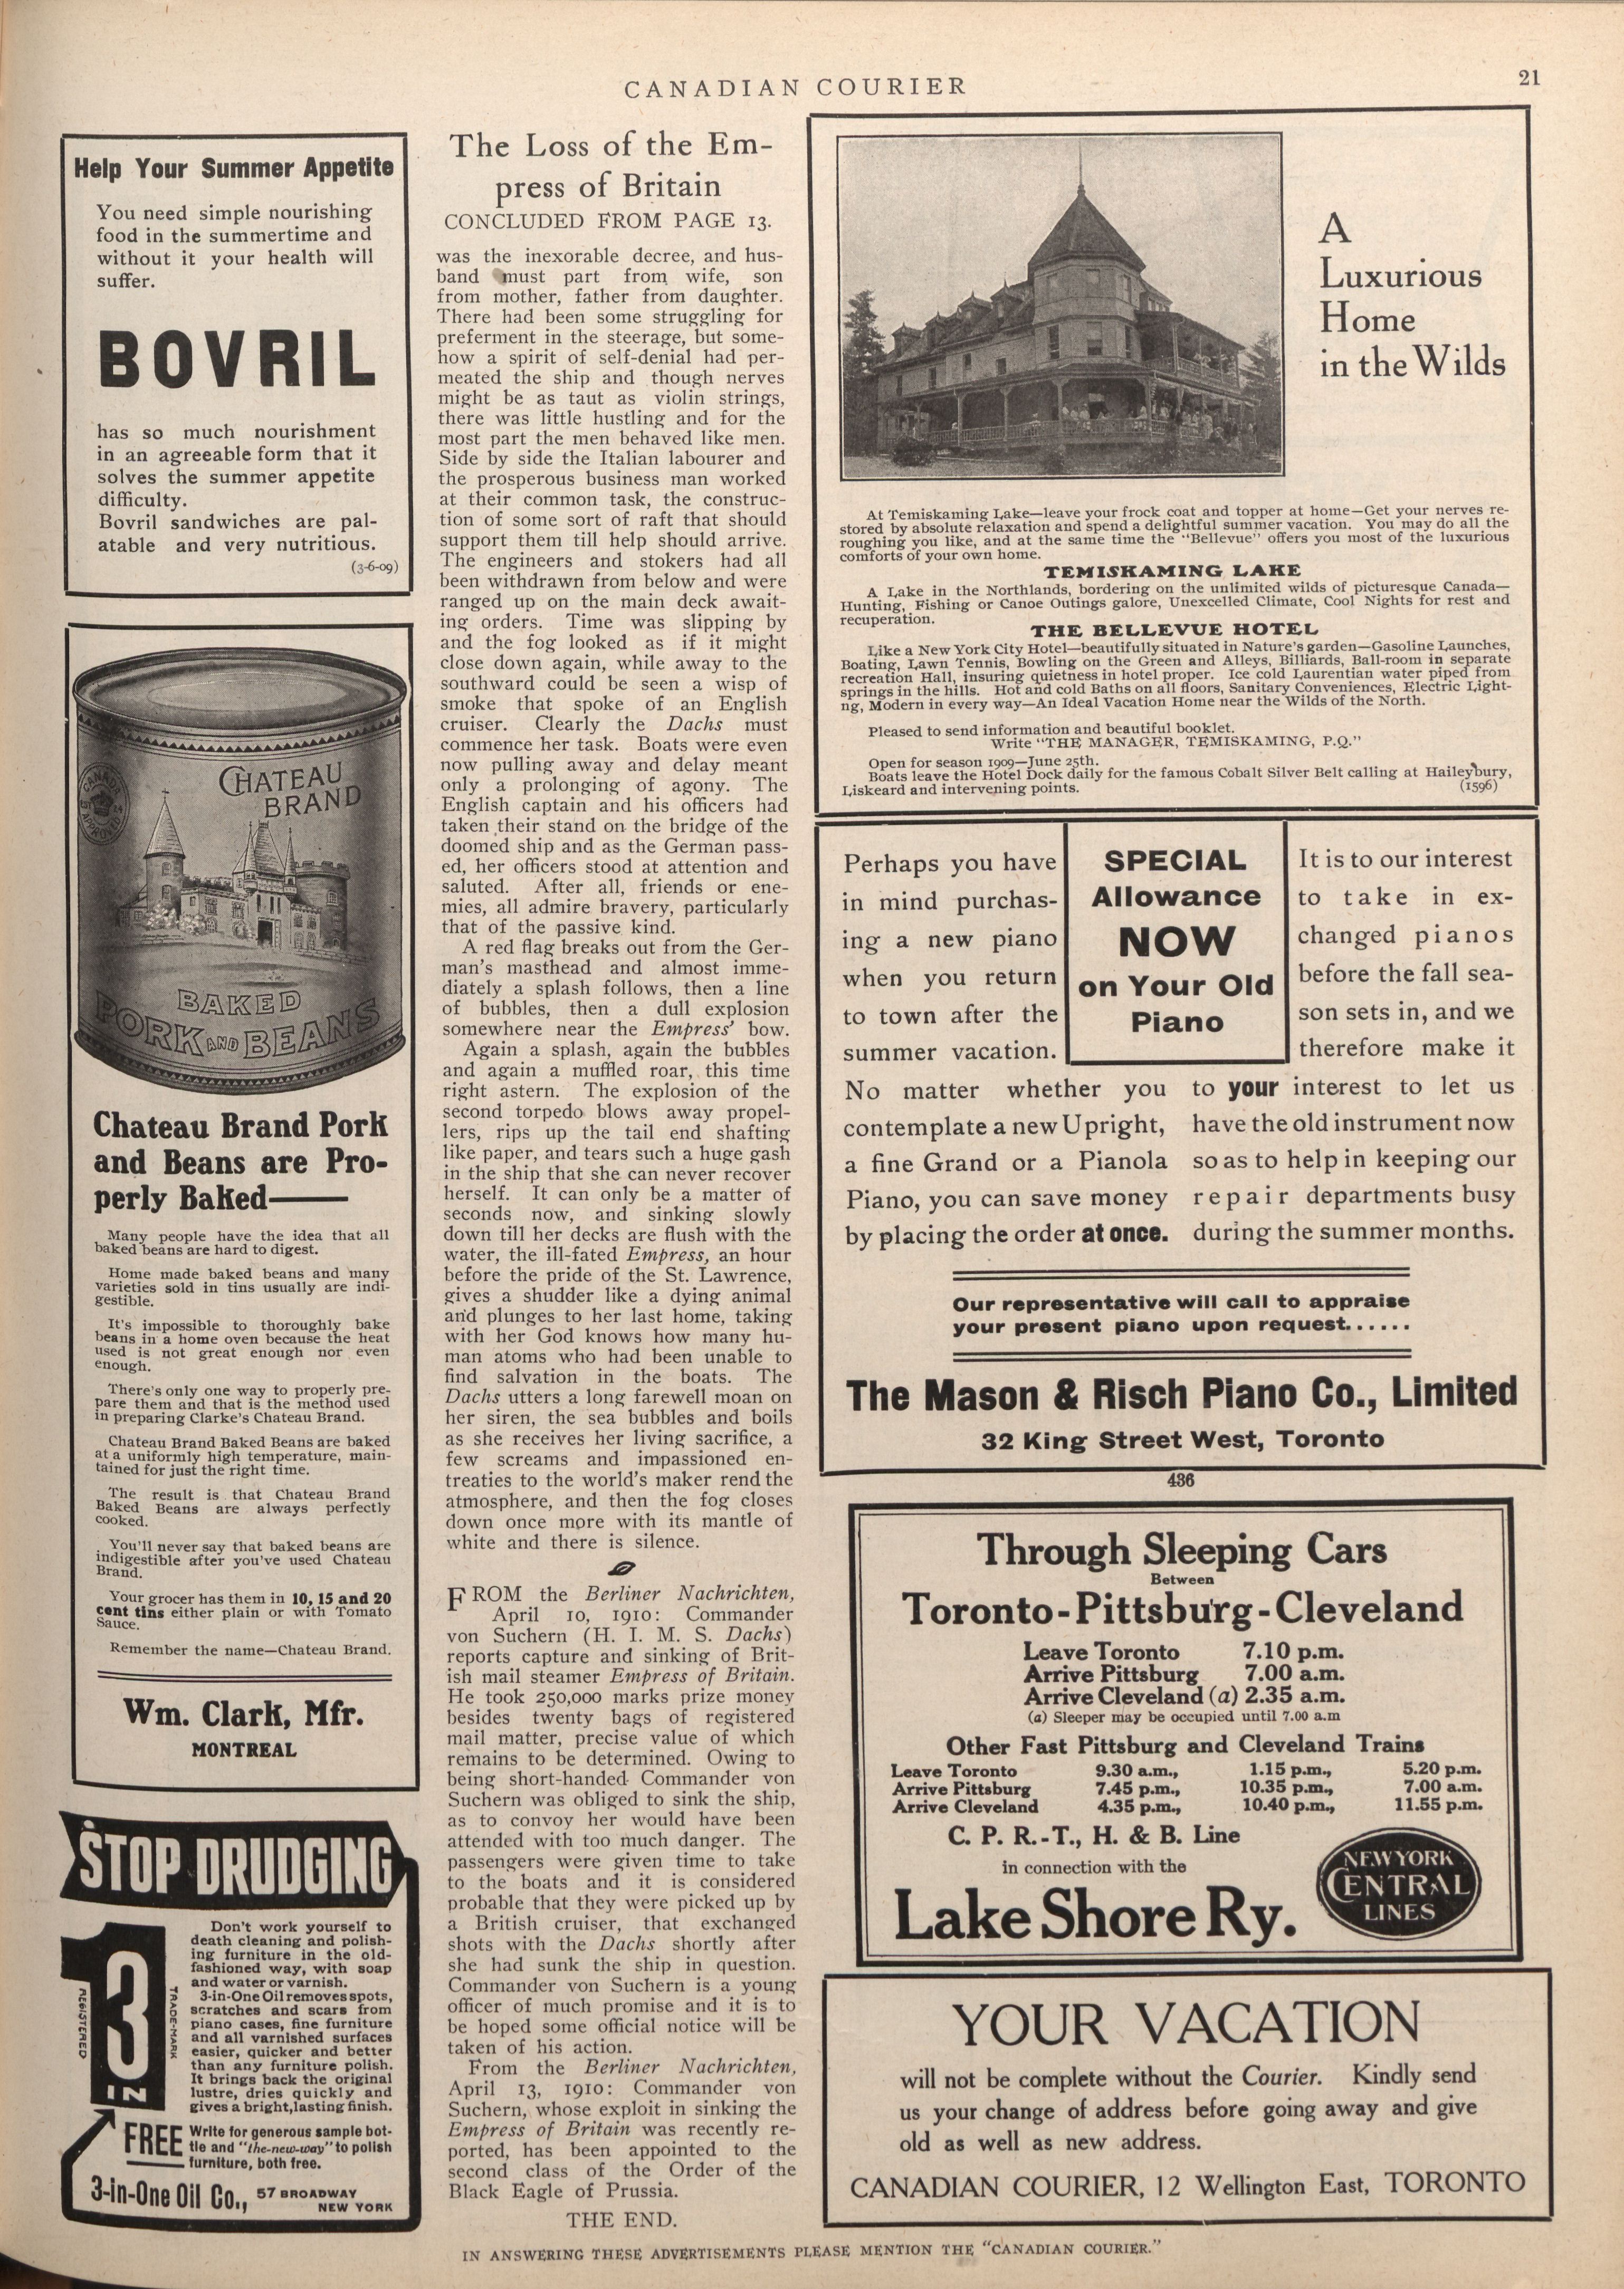 CANADIAN COURIER
21
Help Your Summer Appetite
You need simple nourishing
food in the summertime and
without it your health will
suffer.
BOVRIL
has so much nourishment
in an agreeable form that it
solves the summer appetite
difficulty.
Bovril sandwiches are pal-
atable and very nutritious.
(3-6-09)
CHATEAU
BRAND
BAKED
PORK AND BEANS
Chateau Brand Pork
and Beans are Pro-
perly Baked——
Many people have the idea that all
baked beans are hard to digest.
Home made baked beans and many
varieties sold in tins usually are indi-
gestible.
It's impossible to thoroughly bake
beans in a home oven because the heat
used is not great enough nor even
enough.
There's only one way to properly pre-
pare them and that is the method used
in preparing Clarke's Chateau Brand.
Chateau Brand Baked Beans are baked
at a uniformly high temperature, main-
tained for just the right time.
The result is that Chateau Brand
Baked Beans are always perfectly
cooked.
You'll never say that baked beans are
indigestible after you've used Chateau
Brand.
Your grocer has them in 10, 15 and 20
cent tins either plain or with Tomato
Sauce.
Remember the name—Chateau Brand.
Wm. Clark, Mfr.
MONTREAL
STOP DRUDGING
3 IN 1
REGISTERED
TRADE-MARK
Don't work yourself to
death cleaning and polish-
ing furniture in the old-
fashioned way, with soap
and water or varnish.
3-in-One Oil removes spots,
scratches and scars from
piano cases, fine furniture
and all varnished surfaces
easier, quicker and better
than any furniture polish.
It brings back the original
lustre, dries quickly and
gives a bright, lasting finish.
FREE Write for generous sample bot-
tle and "the-new-way" to polish
furniture, both free.
3-in-One Oil Co., 57 BROADWAY
NEW YORK
The Loss of the Em-
press of Britain
CONCLUDED FROM PAGE 13.
was the inexorable decree, and hus-
band must part from wife, son
from mother, father from daughter.
There had been some struggling for
preferment in the steerage, but some-
how a spirit of self-denial had per-
meated the ship and though nerves
might be as taut as violin strings,
there was little hustling and for the
most part the men behaved like men.
Side by side the Italian labourer and
the prosperous business man worked
at their common task, the construc-
tion of some sort of raft that should
support them till help should arrive.
The engineers and stokers had all
been withdrawn from below and were
ranged up on the main deck await-
ing orders. Time was slipping by
and the fog looked as if it might
close down again, while away to the
southward could be seen a wisp of
smoke that spoke of an English
cruiser. Clearly the Dachs must
commence her task. Boats were even
now pulling away and delay meant
only a prolonging of agony. The
English captain and his officers had
taken their stand on the bridge of the
doomed ship and as the German pass-
ed, her officers stood at attention and
saluted. After all, friends or ene-
mies, all admire bravery, particularly
that of the passive kind.
A red flag breaks out from the Ger-
man's masthead and almost imme-
diately a splash follows, then a line
of bubbles, then a dull explosion
somewhere near the Empress' bow.
Again a splash, again the bubbles
and again a muffled roar, this time
right astern. The explosion of the
second torpedo blows away propel-
lers, rips up the tail end shafting
like paper, and tears such a huge gash
in the ship that she can never recover
herself. It can only be a matter of
seconds now, and sinking slowly
down till her decks are flush with the
water, the ill-fated Empress, an hour
before the pride of the St. Lawrence,
gives a shudder like a dying animal
and plunges to her last home, taking
with her God knows how many hu-
man atoms who had been unable to
find salvation in the boats. The
Dachs utters a long farewell moan on
her siren, the sea bubbles and boils
as she receives her living sacrifice, a
few screams and impassioned en-
treaties to the world's maker rend the
atmosphere, and then the fog closes
down once more with its mantle of
white and there is silence.
FROM the Berliner Nachrichten,
April 10, 1910: Commander
von Suchern (H. I. M. S. Dachs)
reports capture and sinking of Brit-
ish mail steamer Empress of Britain.
He took 250,000 marks prize money
besides twenty bags of registered
mail matter, precise value of which
remains to be determined. Owing to
being short-handed Commander von
Suchern was obliged to sink the ship,
as to convoy her would have been
attended with too much danger. The
passengers were given time to take
to the boats and it is considered
probable that they were picked up by
a British cruiser, that exchanged
shots with the Dachs shortly after
she had sunk the ship in question.
Commander von Suchern is a young
officer of much promise and it is to
be hoped some official notice will be
taken of his action.
From the Berliner Nachrichten,
April 13, 1910: Commander von
Suchern, whose exploit in sinking the
Empress of Britain was recently re-
ported, has been appointed to the
second class of the Order of the
Black Eagle of Prussia.
THE END.
A
Luxurious
Home
in the Wilds
At Temiskaming Lake—leave your frock coat and topper at home—Get your nerves re-
stored by absolute relaxation and spend a delightful summer vacation. You may do all the
roughing you like, and at the same time the "Bellevue" offers you most of the luxurious
comforts of your own home.
TEMISKAMING LAKE
A Lake in the Northlands, bordering on the unlimited wilds of picturesque Canada—
Hunting, Fishing or Canoe Outings galore, Unexcelled Climate, Cool Nights for rest and
recuperation.
THE BELLEVUE HOTEL
Like a New York City Hotel—beautifully situated in Nature's garden—Gasoline Launches,
Boating, Lawn Tennis, Bowling on the Green and Alleys, Billiards, Ball-room in separate
recreation Hall, insuring quietness in hotel proper. Ice cold Laurentian water piped from
springs in the hills. Hot and cold Baths on all floors, Sanitary Conveniences, Electric Light-
ng, Modern in every way—An Ideal Vacation Home near the Wilds of the North.
Pleased to send information and beautiful booklet.
Write "THE MANAGER, TEMISKAMING, P.Q."
Open for season 1909—June 25th.
Boats leave the Hotel Dock daily for the famous Cobalt Silver Belt calling at Haileybury,
Liskeard and intervening points.
(1596)
Perhaps you have
in mind purchas-
ing a new piano
when you return
to town after the
summer vacation.
SPECIAL
Allowance
NOW
on Your Old
Piano
It is to our interest
to take in ex-
changed pianos
before the fall sea-
son sets in, and we
therefore make it
No matter whether you
contemplate a new Upright,
a fine Grand or a Pianola
Piano, you can save money
by placing the order at once.
to your interest to let us
have the old instrument now
so as to help in keeping our
repair departments busy
during the summer months.
Our representative will call to appraise
your present piano upon request......
The Mason & Risch Piano Co., Limited
32 King Street West, Toronto
436
Through Sleeping Cars
Between
Toronto-Pittsburg-Cleveland
Leave Toronto 7.10 p.m.
Arrive Pittsburg 7.00 a.m.
Arrive Cleveland (a) 2.35 a.m.
(a) Sleeper may be occupied until 7.00 a.m
Other Fast Pittsburg and Cleveland Trains
Leave Toronto 9.30 a.m., 1.15 p.m., 5.20 p.m.
Arrive Pittsburg 7.45 p.m., 10.35 p.m., 7.00 a.m.
Arrive Cleveland 4.35 p.m., 10.40 p.m., 11.55 p.m.
C. P. R.-T., H. & B. Line
in connection with the
Lake Shore Ry.
NEW YORK
CENTRAL
LINES
YOUR VACATION
will not be complete without the Courier. Kindly send
us your change of address before going away and give
old as well as new address.
CANADIAN COURIER, 12 Wellington East, TORONTO
IN ANSWERING THESE ADVERTISEMENTS PLEASE MENTION THE "CANADIAN COURIER."